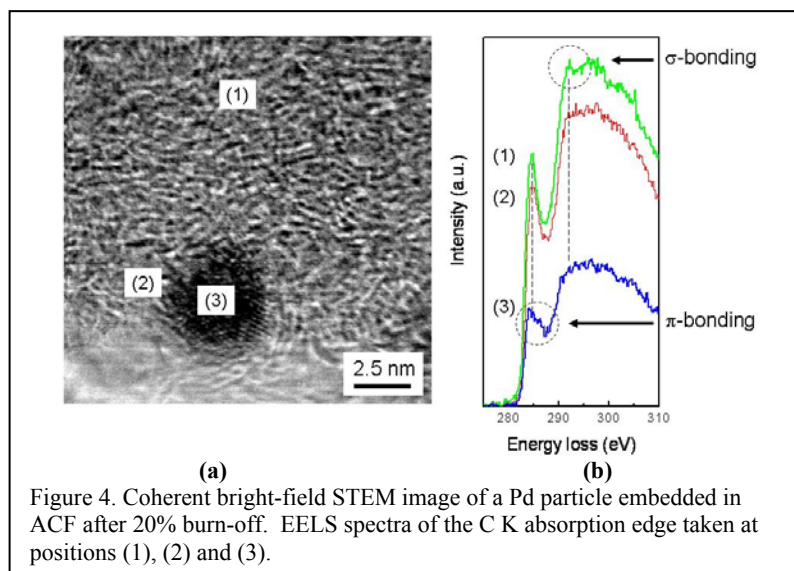 (1)
(2)
(3)
2.5 nm
(a)
Intensity (a.u.)
(1)
(2)
(3)
σ-bonding
π-bonding
280 290 300 310
Energy loss (eV)
(b)
Figure 4. Coherent bright-field STEM image of a Pd particle embedded in
ACF after 20% burn-off. EELS spectra of the C K absorption edge taken at
positions (1), (2) and (3).